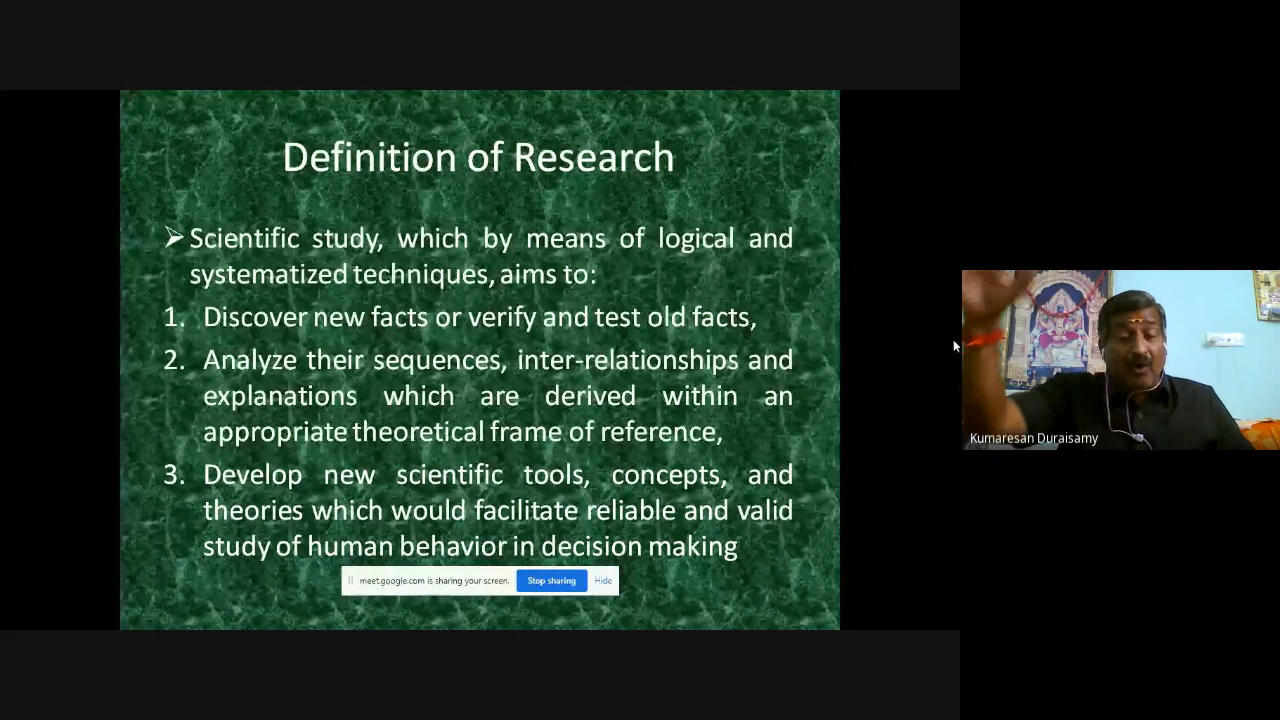 Definition of Research
Scientific study, which by means of logical and
systematized techniques, aims to:
1. Discover new facts or verify and test old facts,
2. Analyze their sequences, inter-relationships and
explanations which are derived within an
appropriate theoretical frame of reference,
3. Develop new scientific tools, concepts, and
theories which would facilitate reliable and valid
study of human behavior in decision making
meet.google.com is sharing your screen. Stop sharing Hide
Kumaresan Duraisamy